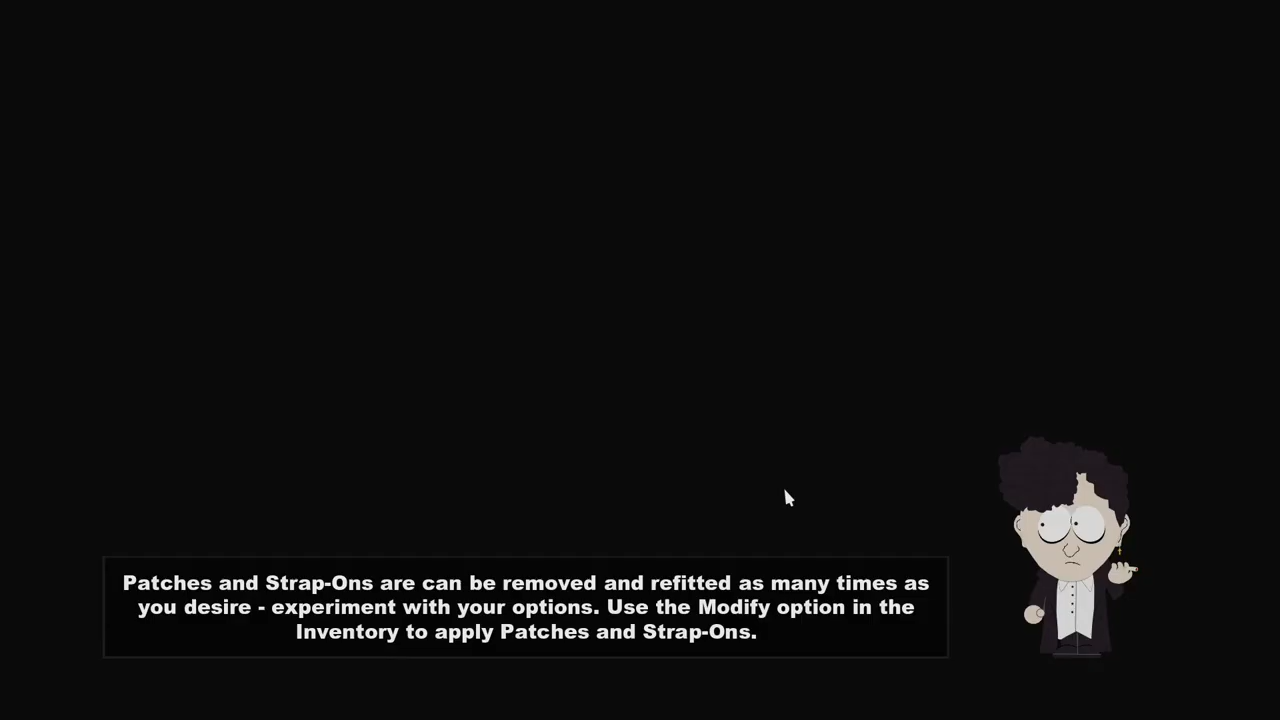 Patches and Strap-Ons are can be removed and refitted as many times as
you desire - experiment with your options. Use the Modify option in the
Inventory to apply Patches and Strap-Ons.